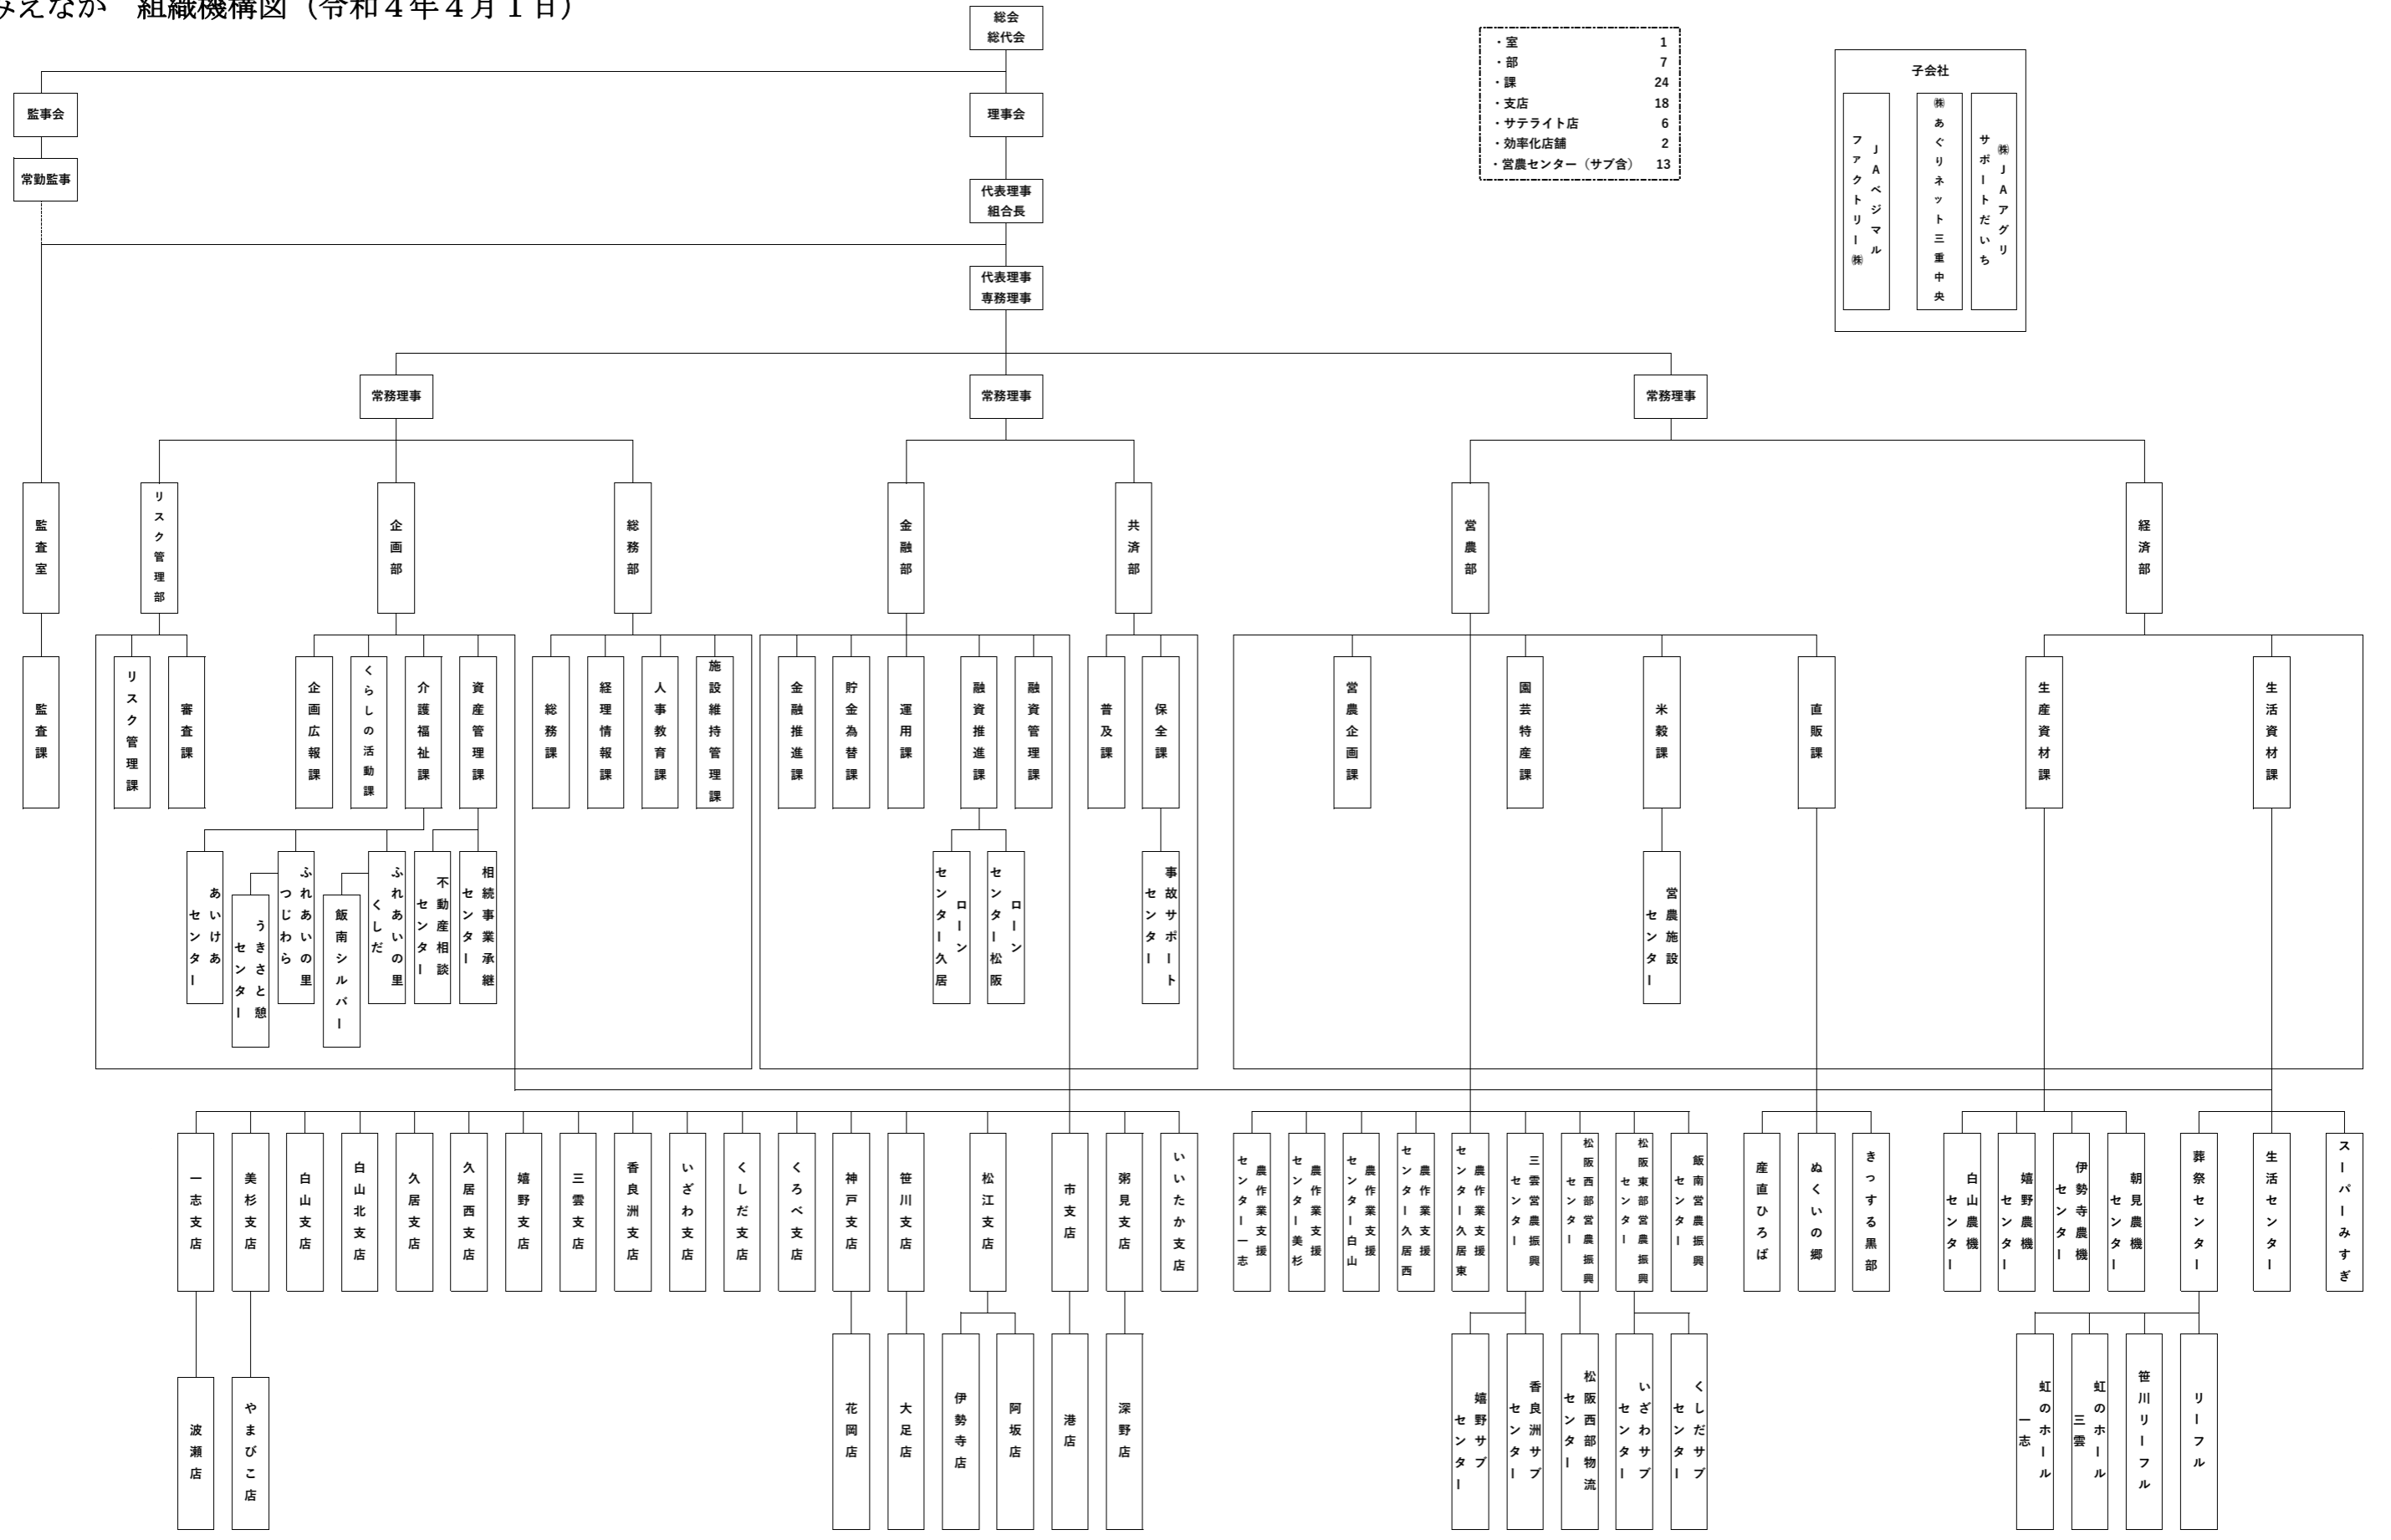 みえなか 組織機構図（令和４年４月１日）
総会
総代会
・室 1
・部 7
・課 24
・支店 18
・サテライト店 6
・効率化店舗 2
・営農センター（サブ含） 13
子会社
㈱ＪＡアグリ
サポートだいち
㈱あぐりネット三重中央
ＪＡベジマル
ファクトリー㈱
監事会
理事会
常勤監事
代表理事
組合長
代表理事
専務理事
常務理事
常務理事
常務理事
監査室
リスク管理部
企画部
総務部
金融部
共済部
営農部
経済部
監査課
リスク管理課
審査課
企画広報課
くらしの活動課
介護福祉課
資産管理課
総務課
経理情報課
人事教育課
施設維持管理課
金融推進課
貯金為替課
運用課
融資推進課
融資管理課
普及課
保全課
営農企画課
園芸特産課
米穀課
直販課
生産資材課
生活資材課
あいけあ
センター
うきさと憩
センター
ふれあいの里
つじわら
飯南シルバー
ふれあいの里
くしだ
不動産相談
センター
相続事業承継
センター
ローン
センター久居
ローン
センター松阪
事故サポート
センター
営農施設
センター
一志支店
美杉支店
白山支店
白山北支店
久居支店
久居西支店
嬉野支店
三雲支店
香良洲支店
いざわ支店
くしだ支店
くろべ支店
神戸支店
笹川支店
松江支店
市支店
粥見支店
いいたか支店
農作業支援
センター一志
農作業支援
センター美杉
農作業支援
センター白山
農作業支援
センター久居西
農作業支援
センター久居東
三雲営農振興
センター
松阪西部営農振興
センター
松阪東部営農振興
センター
飯南営農振興
センター
産直ひろば
ぬくいの郷
きっする黒部
白山農機
センター
嬉野農機
センター
伊勢寺農機
センター
朝見農機
センター
葬祭センター
生活センター
スーパーみすぎ
波瀬店
やまびこ店
花岡店
大足店
伊勢寺店
阿坂店
港店
深野店
嬉野サブ
センター
香良洲サブ
センター
松阪西部物流
センター
いざわサブ
センター
くしだサブ
センター
虹のホール
一志
虹のホール
三雲
笹川リーフル
リーフル